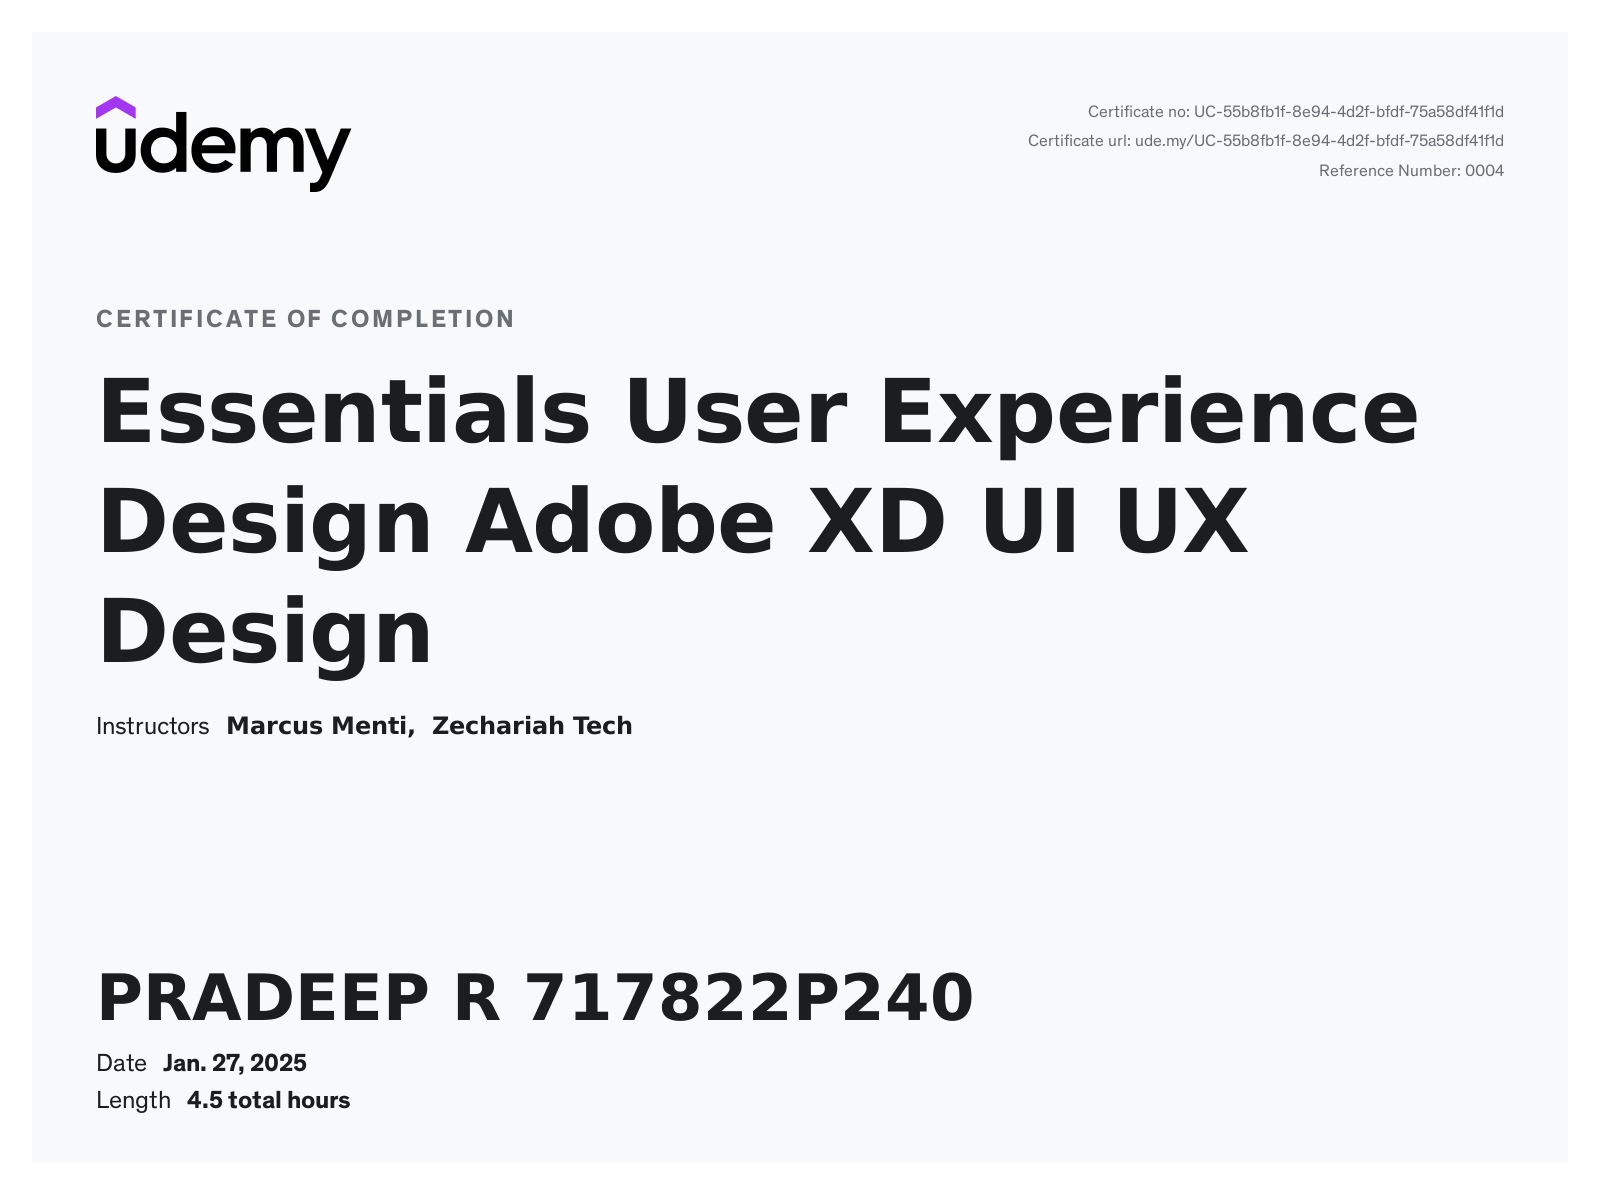 udemy
Certificate no: UC-55b8fb1f-8e94-4d2f-bfdf-75a58df41f1d
Certificate url: ude.my/UC-55b8fb1f-8e94-4d2f-bfdf-75a58df41f1d
Reference Number: 0004
CERTIFICATE OF COMPLETION
Essentials User Experience
Design Adobe XD UI UX
Design
Instructors Marcus Menti, Zechariah Tech
PRADEEP R 717822P240
Date Jan. 27, 2025
Length 4.5 total hours